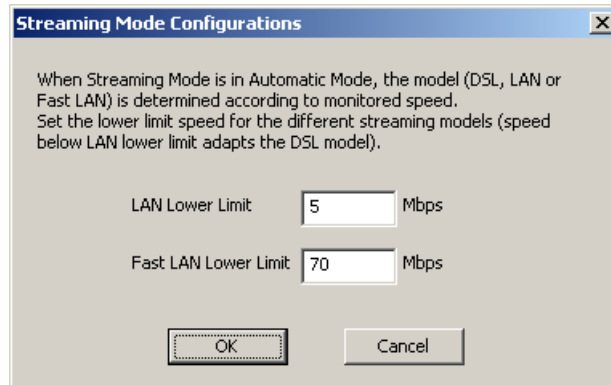 Streaming Mode Configurations
When Streaming Mode is in Automatic Mode, the model (DSL, LAN or
Fast LAN) is determined according to monitored speed.
Set the lower limit speed for the different streaming models (speed
below LAN lower limit adapts the DSL model).
LAN Lower Limit 5 Mbps
Fast LAN Lower Limit 70 Mbps
OK Cancel